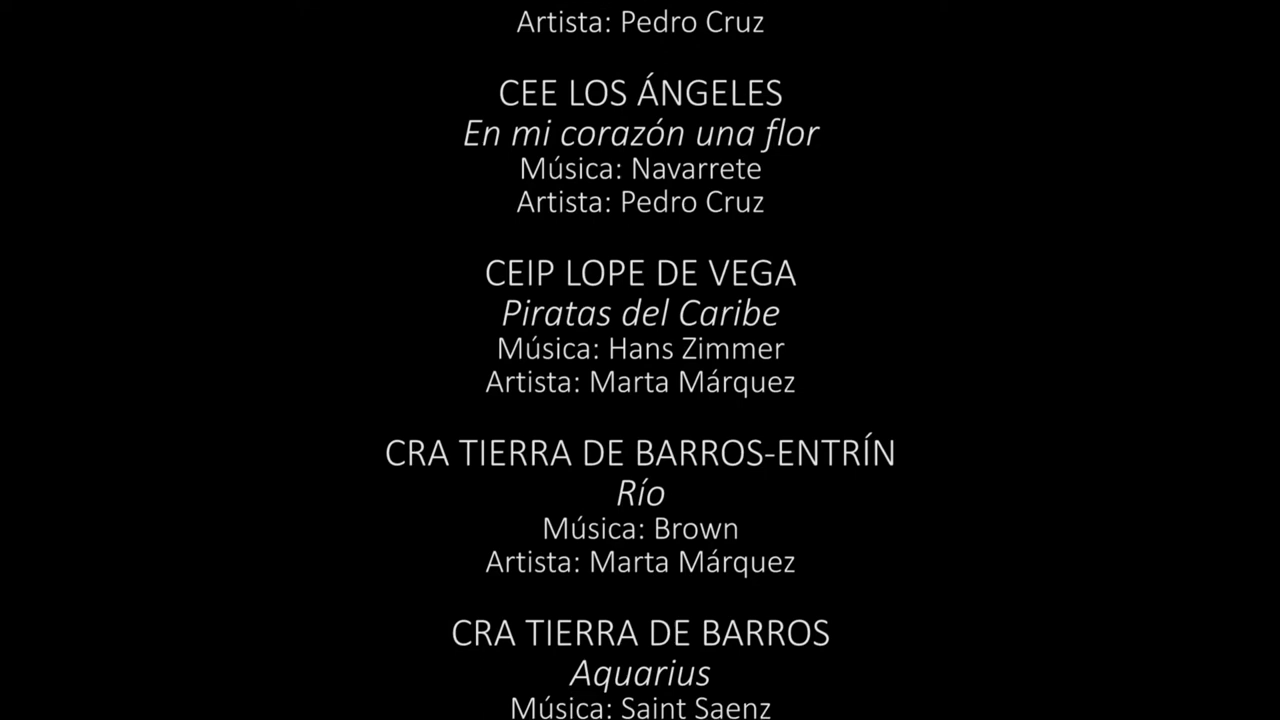 Artista: Pedro Cruz
CEE LOS ÁNGELES
En mi corazón una flor
Música: Navarrete
Artista: Pedro Cruz
CEIP LOPE DE VEGA
Piratas del Caribe
Música: Hans Zimmer
Artista: Marta Márquez
CRA TIERRA DE BARROS-ENTRÍN
Río
Música: Brown
Artista: Marta Márquez
CRA TIERRA DE BARROS
Aquarius
Música: Saint Saenz